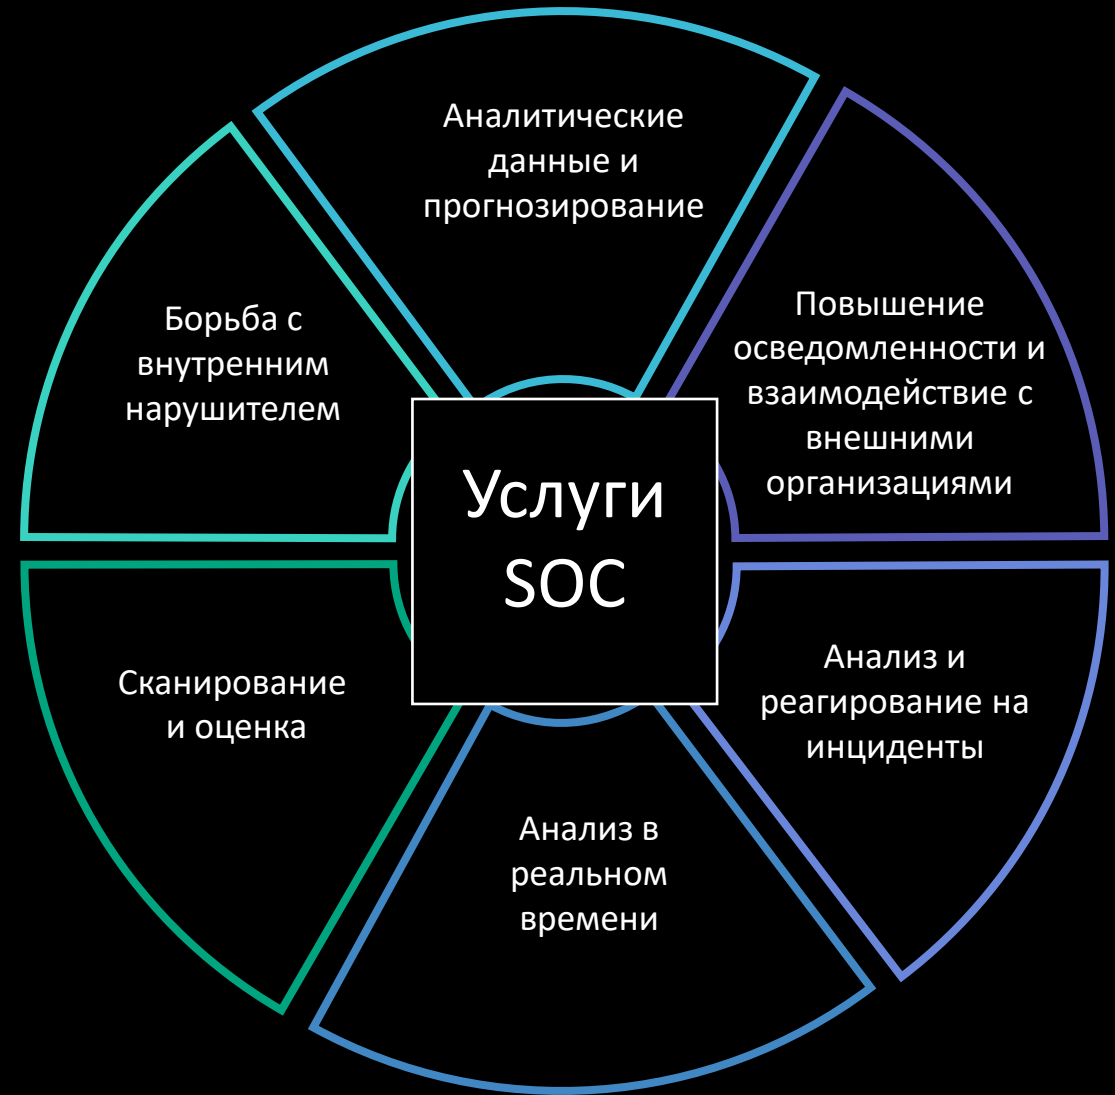 Аналитические
данные и
прогнозирование
Повышение
осведомленности и
взаимодействие с
внешними
организациями
Анализ и
реагирование на
инциденты
Анализ в
реальном
времени
Сканирование
и оценка
Борьба с
внутренним
нарушителем
Услуги
SOC